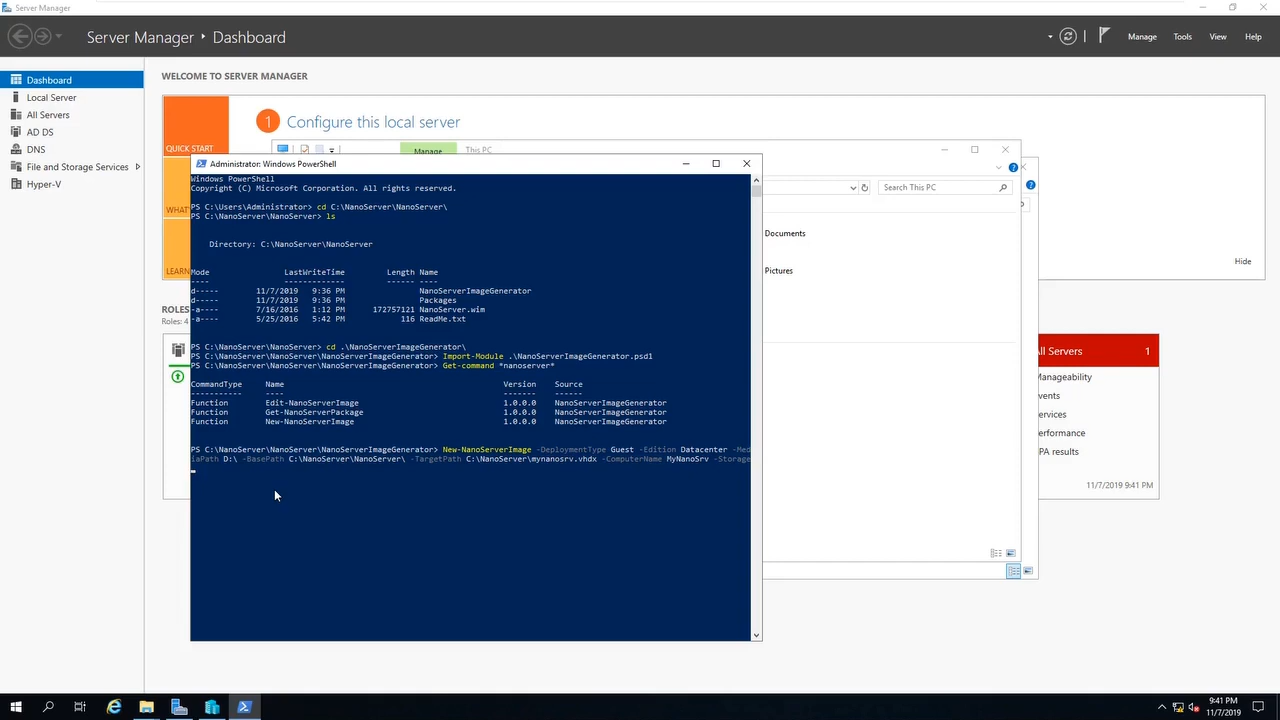 Server Manager
Server Manager ‣ Dashboard
Manage Tools View Help
Dashboard
Local Server
All Servers
AD DS
DNS
File and Storage Services
Hyper-V
WELCOME TO SERVER MANAGER
QUICK START
1 Configure this local server
Manage This PC
Search This PC
Documents
Pictures
Hide
Administrator: Windows PowerShell
Windows PowerShell
Copyright (C) Microsoft Corporation. All rights reserved.
PS C:\Users\Administrator> cd C:\NanoServer\NanoServer\
PS C:\NanoServer\NanoServer> ls
Directory: C:\NanoServer\NanoServer
Mode LastWriteTime Length Name
---- ------------- ------ ----
d----- 11/7/2019 9:36 PM NanoServerImageGenerator
d----- 11/7/2019 9:36 PM Packages
-a---- 7/16/2016 1:12 PM 172757121 NanoServer.wim
-a---- 5/25/2016 5:42 PM 116 ReadMe.txt
PS C:\NanoServer\NanoServer> cd .\NanoServerImageGenerator\
PS C:\NanoServer\NanoServer\NanoServerImageGenerator> Import-Module .\NanoServerImageGenerator.psd1
PS C:\NanoServer\NanoServer\NanoServerImageGenerator> Get-command *nanoserver*
CommandType Name Version Source
----------- ---- ------- ------
Function Edit-NanoServerImage 1.0.0.0 NanoServerImageGenerator
Function Get-NanoServerPackage 1.0.0.0 NanoServerImageGenerator
Function New-NanoServerImage 1.0.0.0 NanoServerImageGenerator
PS C:\NanoServer\NanoServer\NanoServerImageGenerator> New-NanoServerImage -DeploymentType Guest -Edition Datacenter -Med
iaPath D:\ -BasePath C:\NanoServer\NanoServer\ -TargetPath C:\NanoServer\mynanosrv.vhdx -ComputerName MyNanoSrv -Storage
WHAT
LEARN
ROLES
Roles: 4
All Servers 1
Manageability
vents
ervices
erformance
PA results
11/7/2019 9:41 PM
9:41 PM
11/7/2019